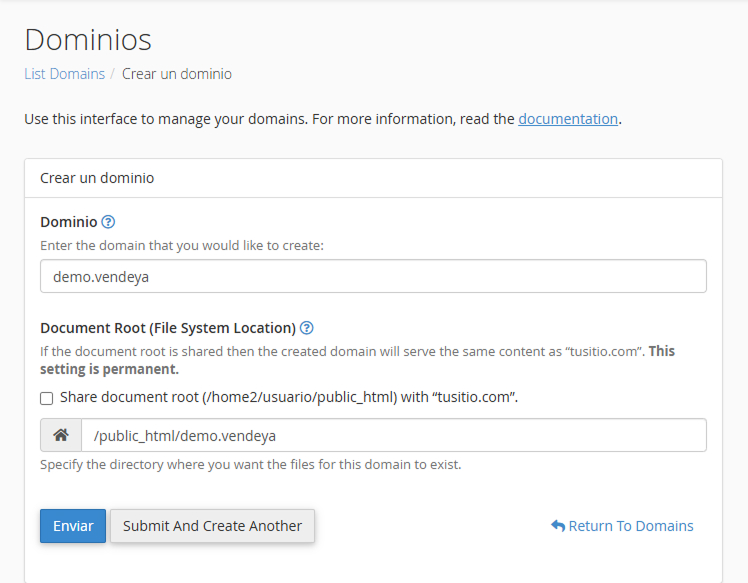 Dominios
List Domains / Crear un dominio
Use this interface to manage your domains. For more information, read the documentation.
Crear un dominio
Dominio
Enter the domain that you would like to create:
demo.vendeya
Document Root (File System Location)
If the document root is shared then the created domain will serve the same content as “tusitio.com”. This
setting is permanent.
Share document root (/home2/usuario/public_html) with “tusitio.com”.
/public_html/demo.vendeya
Specify the directory where you want the files for this domain to exist.
Enviar Submit And Create Another Return To Domains